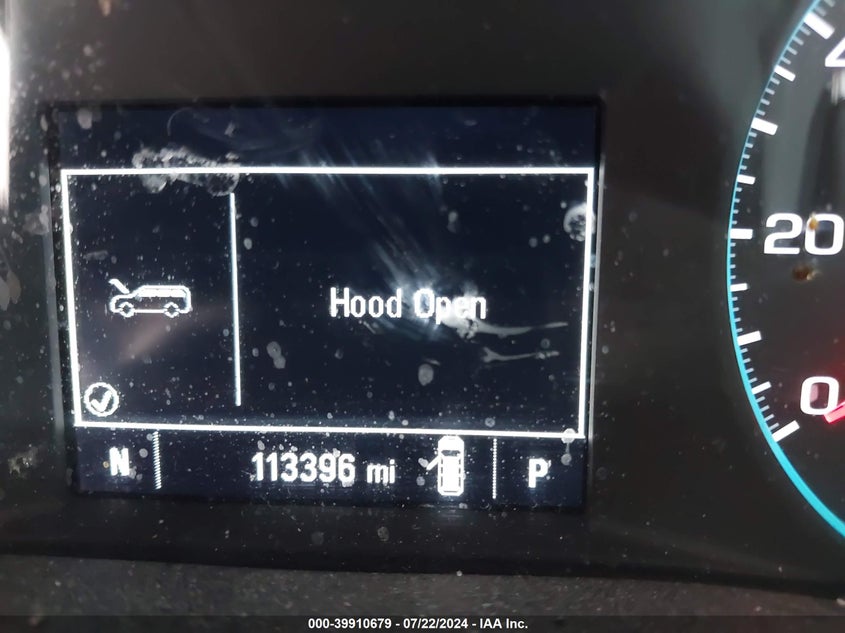 20
Hood Open
0
N 113396 mi P
000-39910679 / 07/22/2024 - IAA Inc.